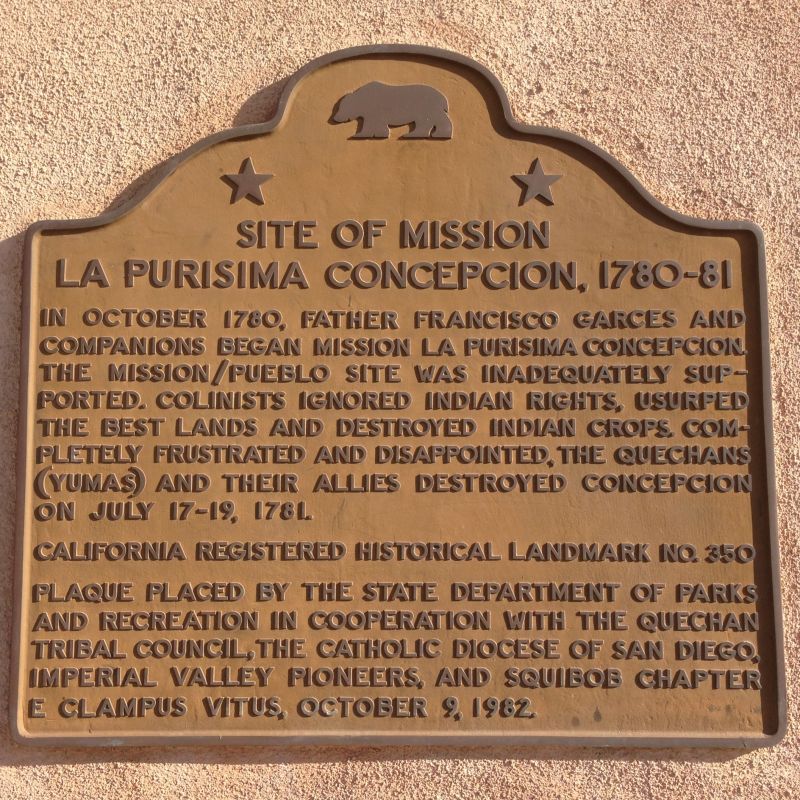 SITE OF MISSION
LA PURISIMA CONCEPCION, 1780-81
IN OCTOBER 1780, FATHER FRANCISCO GARCES AND
COMPANIONS BEGAN MISSION LA PURISIMA CONCEPCION.
THE MISSION/PUEBLO SITE WAS INADEQUATELY SUP-
PORTED. COLINISTS IGNORED INDIAN RIGHTS, USURPED
THE BEST LANDS AND DESTROYED INDIAN CROPS. COM-
PLETELY FRUSTRATED AND DISAPPOINTED, THE QUECHANS
(YUMAS) AND THEIR ALLIES DESTROYED CONCEPCION
ON JULY 17-19, 1781.
CALIFORNIA REGISTERED HISTORICAL LANDMARK NO. 350
PLAQUE PLACED BY THE STATE DEPARTMENT OF PARKS
AND RECREATION IN COOPERATION WITH THE QUECHAN
TRIBAL COUNCIL, THE CATHOLIC DIOCESE OF SAN DIEGO,
IMPERIAL VALLEY PIONEERS, AND SQUIBOB CHAPTER
E CLAMPUS VITUS, OCTOBER 9, 1982.